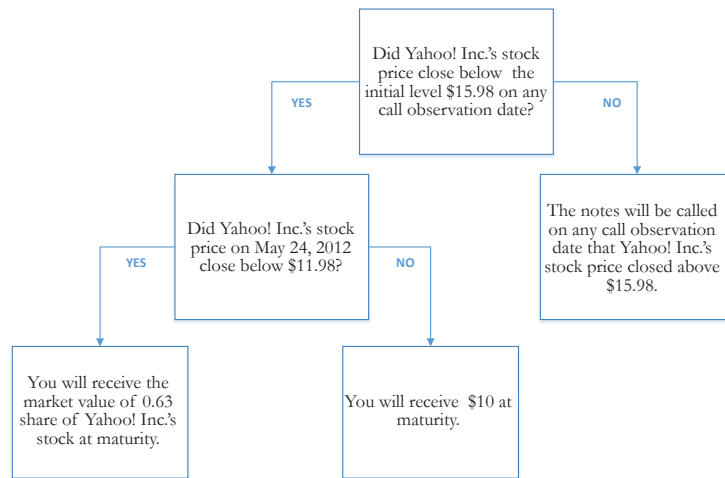 Did Yahoo! Inc.'s stock
price close below the
initial level $15.98 on any
call observation date?
YES
NO
Did Yahoo! Inc.'s stock
price on May 24, 2012
close below $11.98?
The notes will be called
on any call observation
date that Yahoo! Inc.'s
stock price closed above
$15.98.
YES
NO
You will receive the
market value of 0.63
share of Yahoo! Inc.'s
stock at maturity.
You will receive $10 at
maturity.